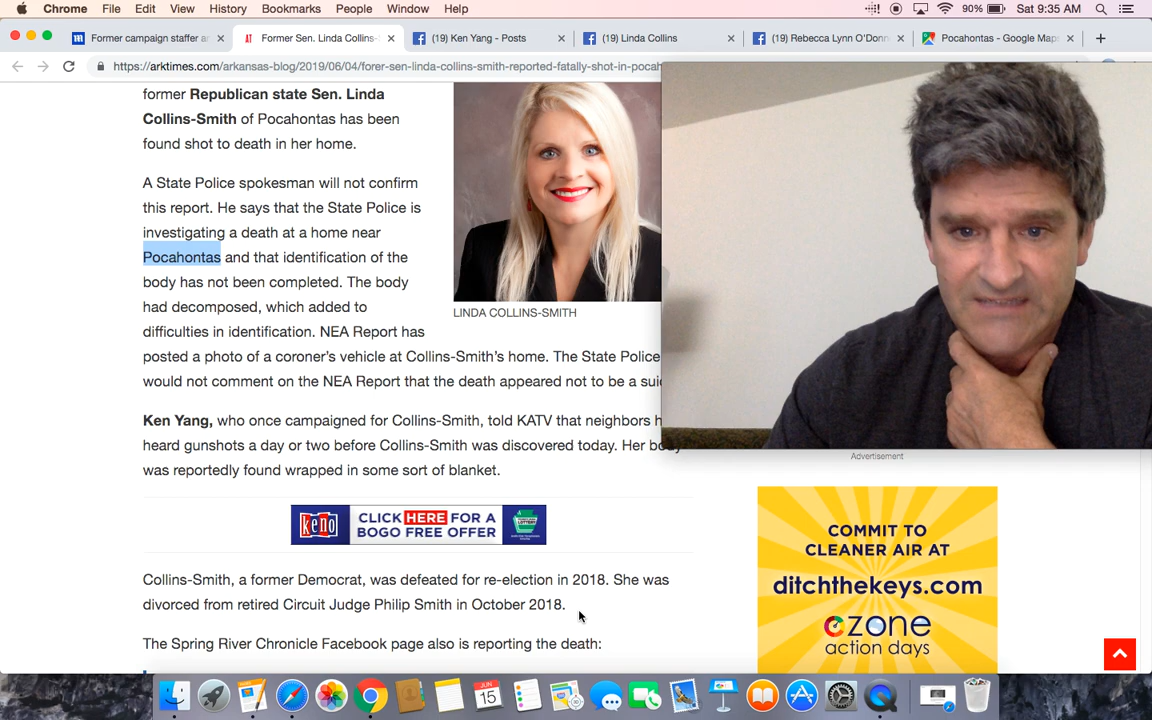 Chrome File Edit View History Bookmarks People Window Help
90% Sat 9:35 AM
Former campaign staffer a
AT Former Sen. Linda Collins-
(19) Ken Yang - Posts
(19) Linda Collins
(19) Rebecca Lynn O'Donn
Pocahontas - Google Maps
https://arktimes.com/arkansas-blog/2019/06/04/forer-sen-linda-collins-smith-reported-fatally-shot-in-pocah
former Republican state Sen. Linda
Collins-Smith of Pocahontas has been
found shot to death in her home.
A State Police spokesman will not confirm
this report. He says that the State Police is
investigating a death at a home near
Pocahontas and that identification of the
body has not been completed. The body
had decomposed, which added to
difficulties in identification. NEA Report has
posted a photo of a coroner's vehicle at Collins-Smith's home. The State Police
would not comment on the NEA Report that the death appeared not to be a sui
LINDA COLLINS-SMITH
Ken Yang, who once campaigned for Collins-Smith, told KATV that neighbors h
heard gunshots a day or two before Collins-Smith was discovered today. Her body
was reportedly found wrapped in some sort of blanket.
Advertisement
keno
CLICK HERE FOR A
BOGO FREE OFFER
COMMIT TO
CLEANER AIR AT
ditchthekeys.com
ozone
action days
Collins-Smith, a former Democrat, was defeated for re-election in 2018. She was
divorced from retired Circuit Judge Philip Smith in October 2018.
The Spring River Chronicle Facebook page also is reporting the death:
JUN
15